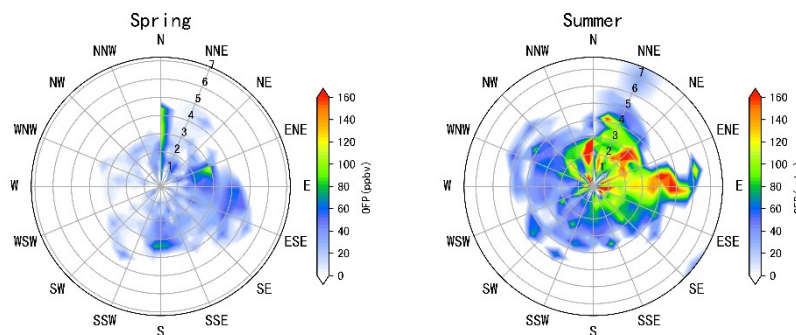 Spring
N
NNE
NE
ENE
E
ESE
SE
SSE
S
SSW
SW
WSW
W
WNW
NW
NNW
1
2
3
4
5
6
7
160
140
120
100
80
60
40
20
0
OFP(ppbv)
Summer
N
NNE
NE
ENE
E
ESE
SE
SSE
S
SSW
SW
WSW
W
WNW
NW
NNW
1
2
3
4
5
6
7
160
140
120
100
80
60
40
20
0